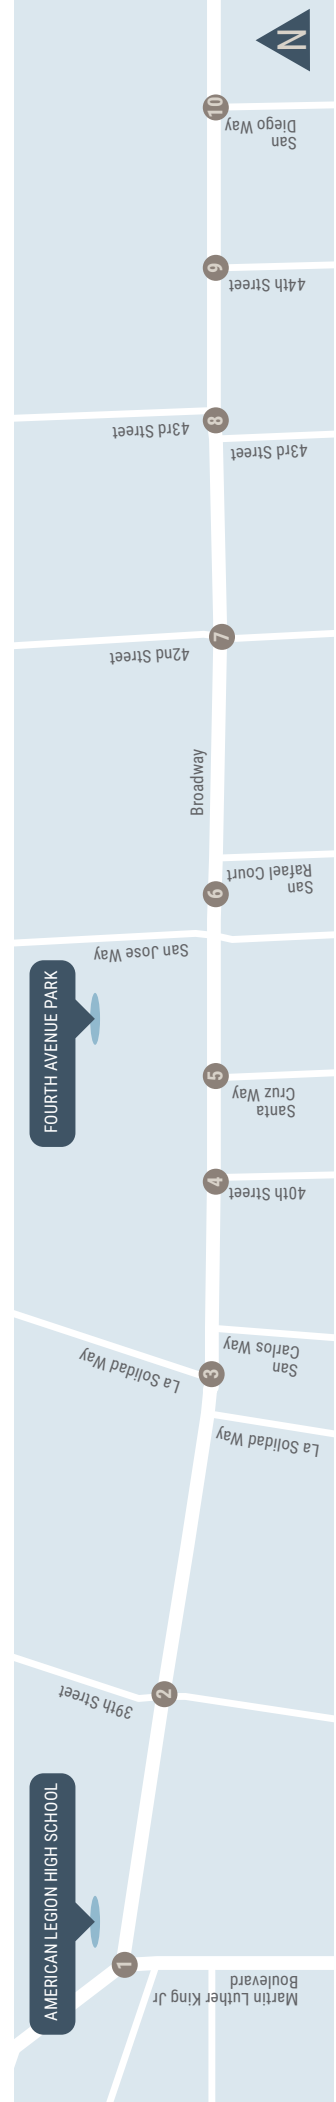 N
10
San
Diego Way
9
44th Street
8
43rd Street
43rd Street
7
42nd Street
Broadway
San
Rafael Court
6
San Jose Way
FOURTH AVENUE PARK
5
Santa
Cruz Way
4
40th Street
San
Carlos Way
3
La Solidad Way
La Solidad Way
2
39th Street
AMERICAN LEGION HIGH SCHOOL
1
Martin Luther King Jr
Boulevard